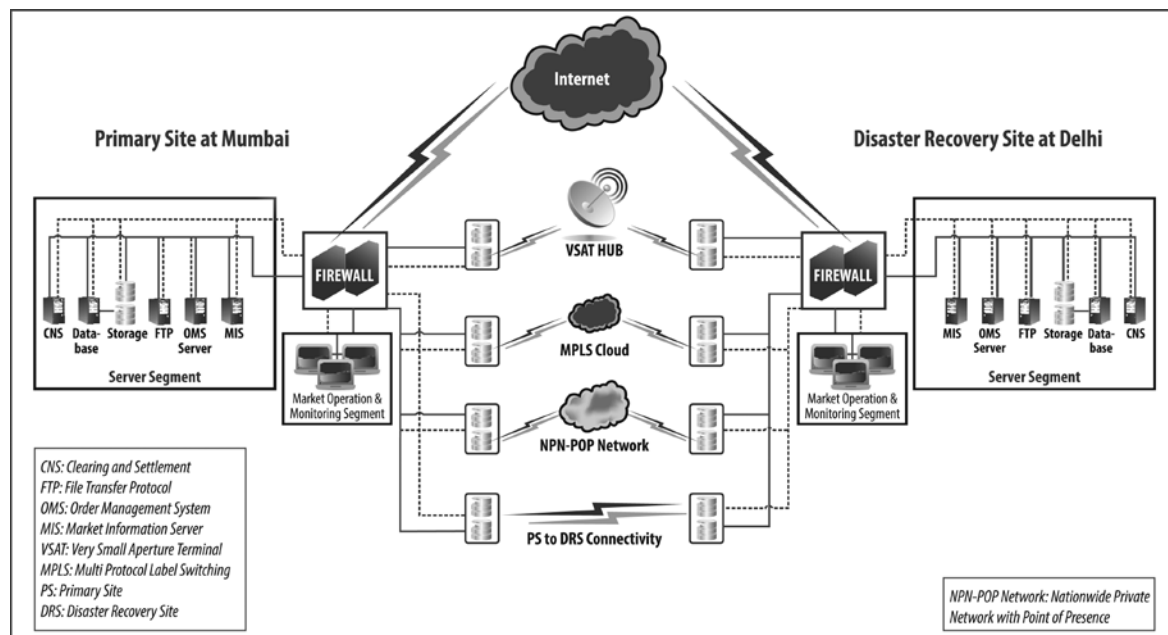 Internet
Primary Site at Mumbai
Disaster Recovery Site at Delhi
VSAT HUB
FIREWALL
FIREWALL
CNS
Data-
base
Storage
FTP
OMS
Server
MIS
Server Segment
MPLS Cloud
MIS
OMS
Server
FTP
Storage
Data-
base
CNS
Server Segment
Market Operation &
Monitoring Segment
Market Operation &
Monitoring Segment
NPN-POP Network
PS to DRS Connectivity
CNS: Clearing and Settlement
FTP: File Transfer Protocol
OMS: Order Management System
MIS: Market Information Server
VSAT: Very Small Aperture Terminal
MPLS: Multi Protocol Label Switching
PS: Primary Site
DRS: Disaster Recovery Site
NPN-POP Network: Nationwide Private
Network with Point of Presence